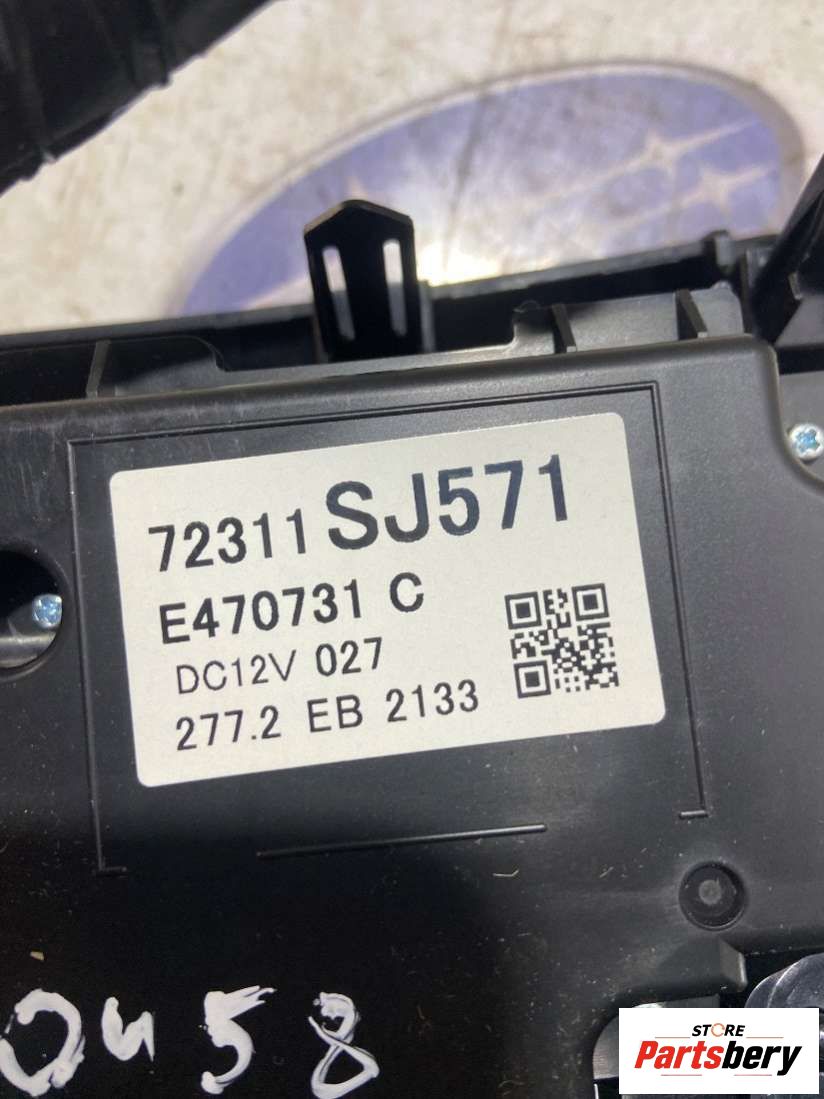 72311 SJ571
E470731 C
DC12V 027
277.2 EB 2133
0458
STORE
Partsbery